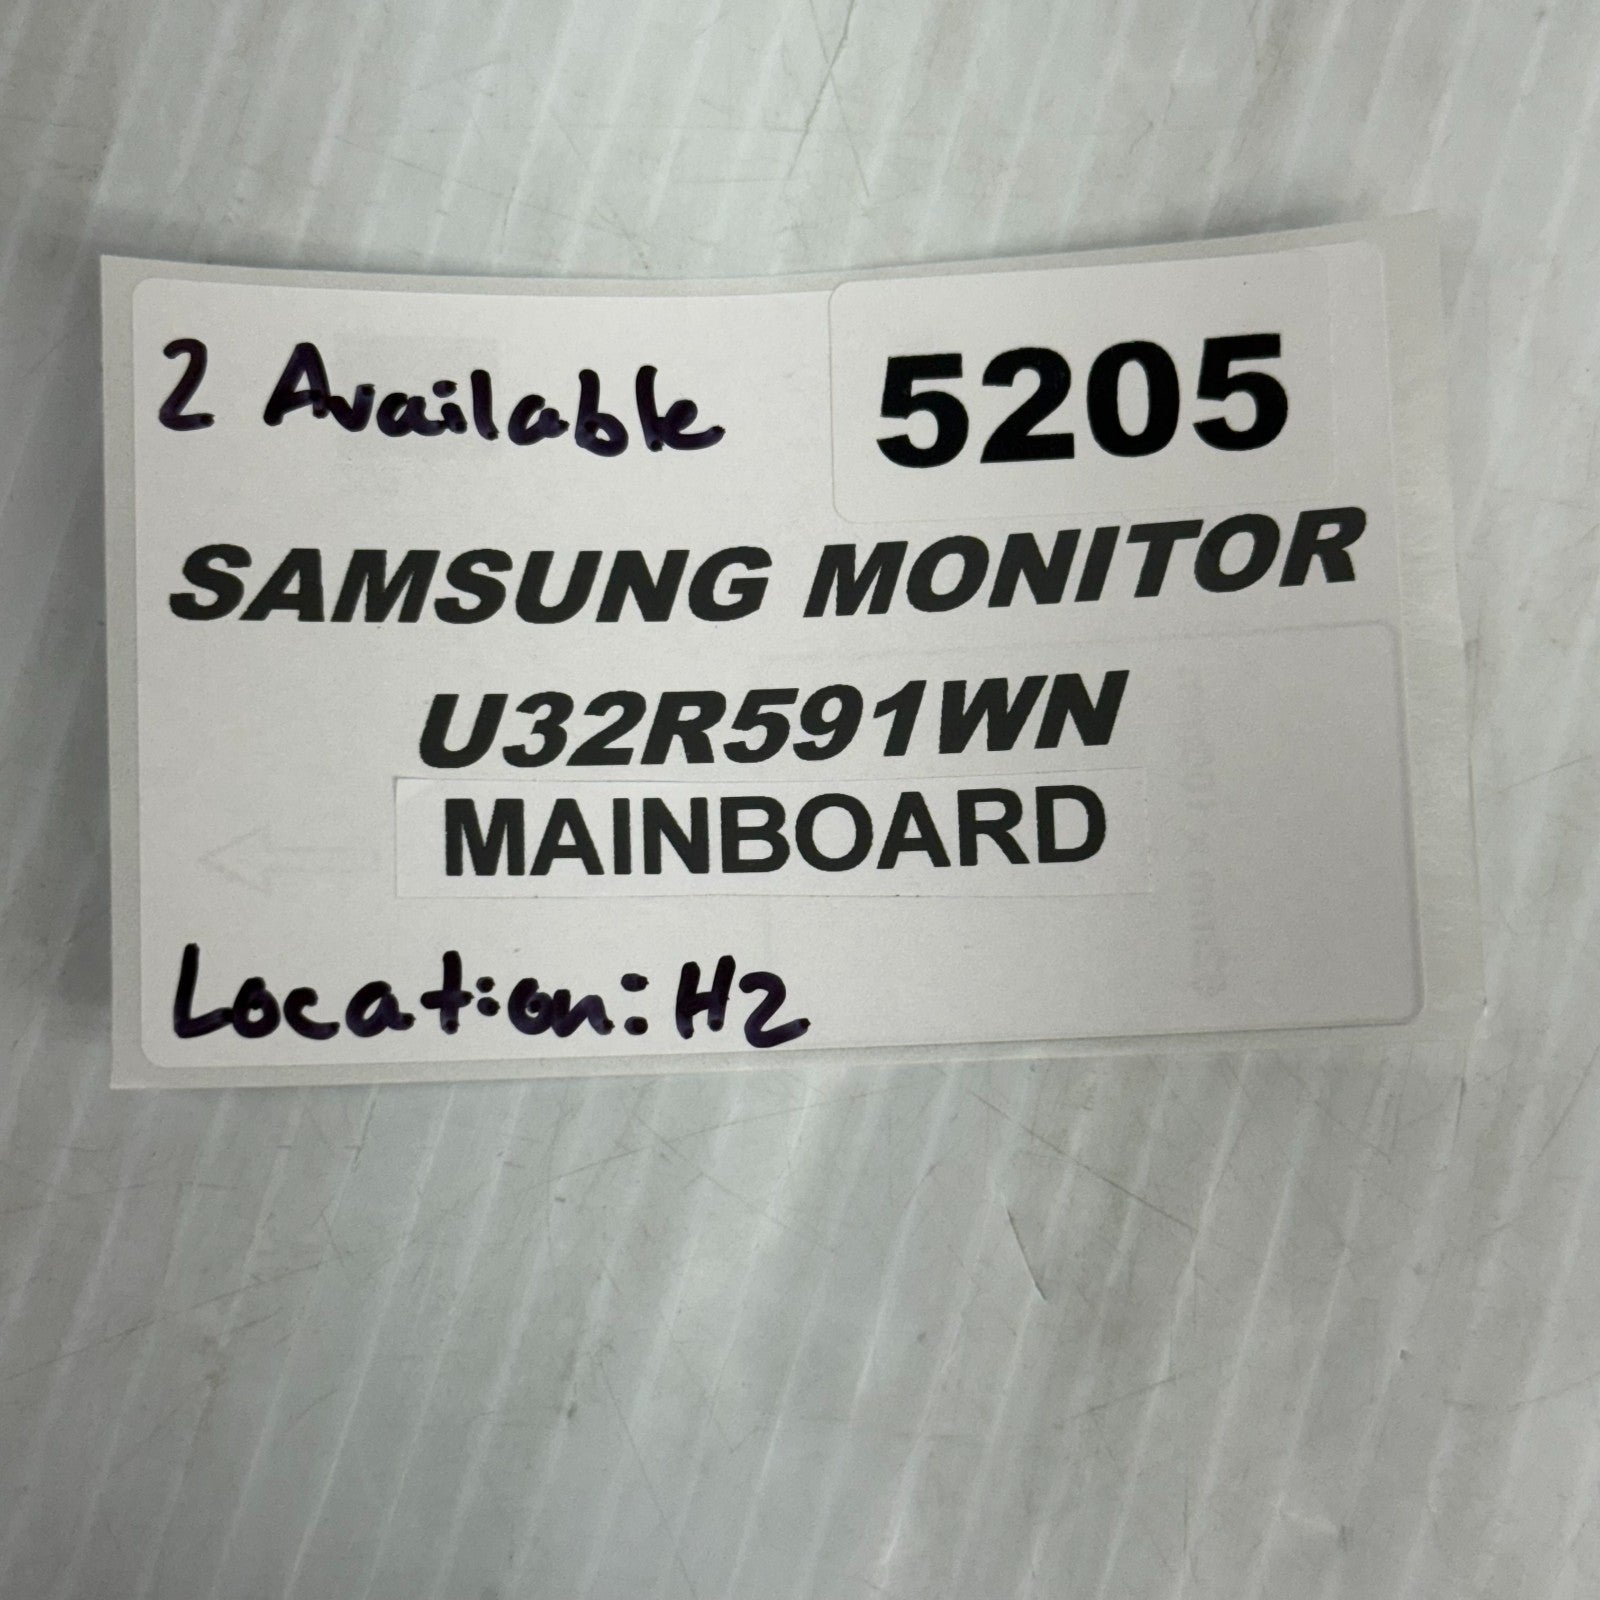 2 Available
5205
SAMSUNG MONITOR
U32R591WN
MAINBOARD
Location: H2